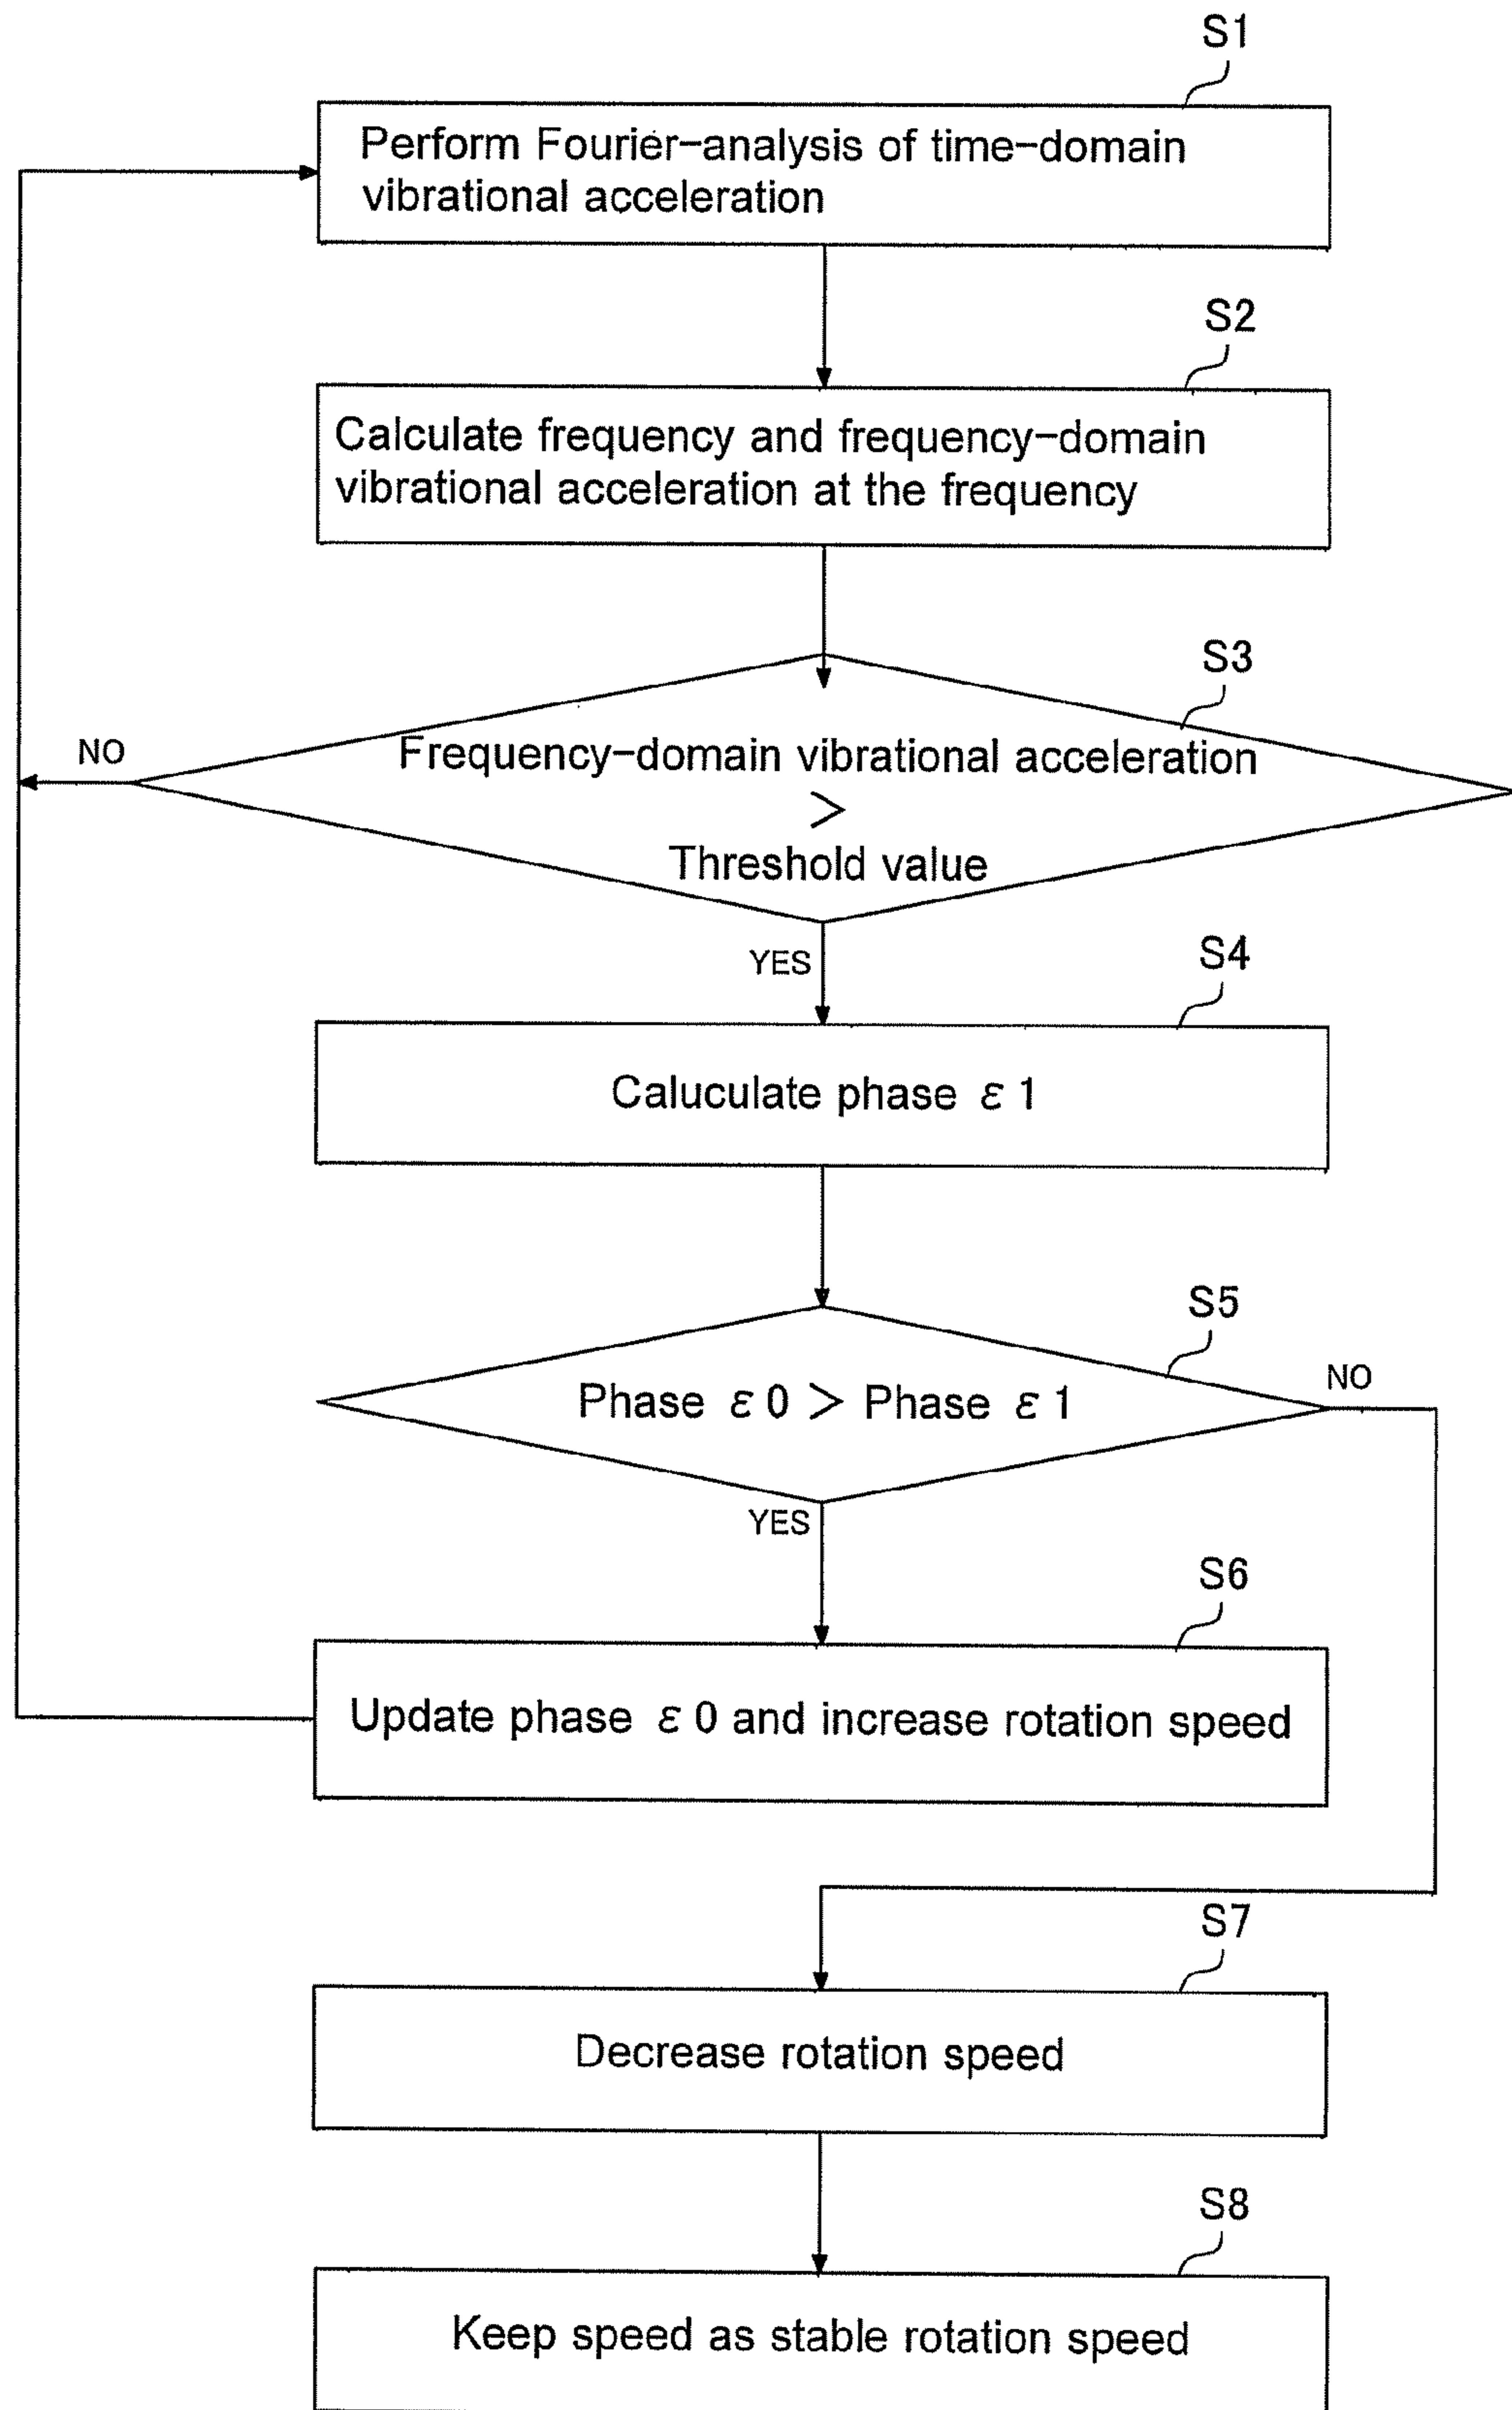 S1
Perform Fourier-analysis of time-domain
vibrational acceleration
S2
Calculate frequency and frequency-domain
vibrational acceleration at the frequency
S3
Frequency-domain vibrational acceleration
>
Threshold value
NO
YES
S4
Caluculate phase ε1
S5
Phase ε0 > Phase ε1
NO
YES
S6
Update phase ε0 and increase rotation speed
S7
Decrease rotation speed
S8
Keep speed as stable rotation speed